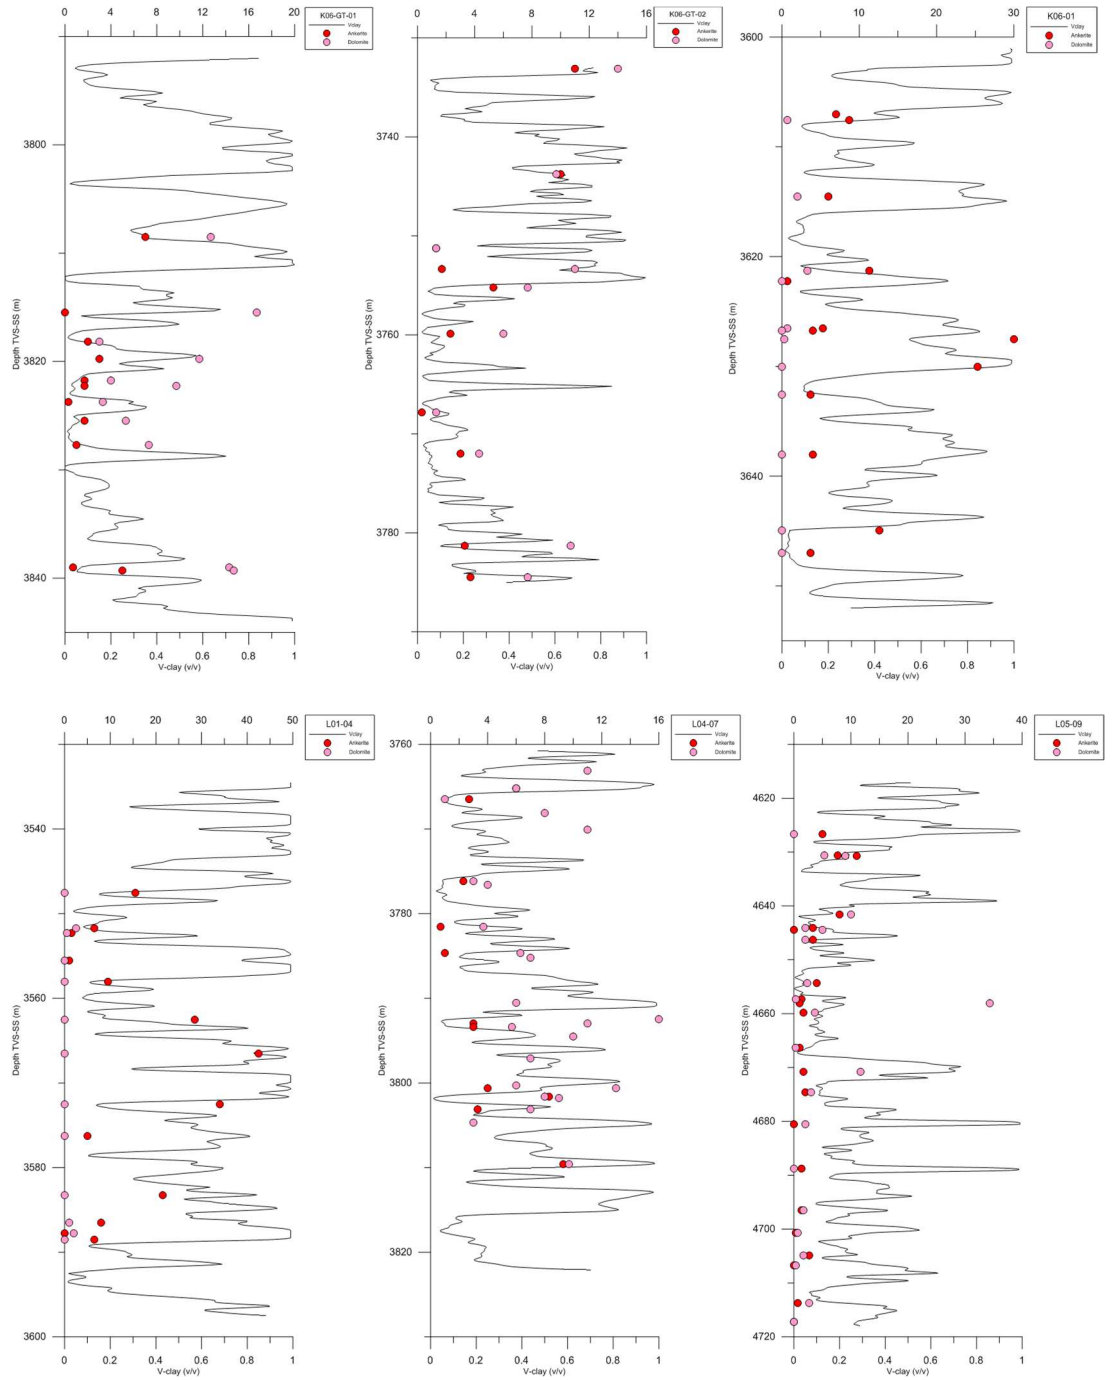 0 4 8 12 16 20
K06-GT-01
Vclay
Ankerite
Dolomite
3800
3820
3840
Depth TVS-SS (m)
0 0.2 0.4 0.6 0.8 1
V-clay (v/v)
0 4 8 12 16
K06-GT-02
Vclay
Ankerite
Dolomite
3740
3760
3780
Depth TVS-SS (m)
0 0.2 0.4 0.6 0.8 1
V-clay (v/v)
0 10 20 30
K06-01
Vclay
Ankerite
Dolomite
3600
3620
3640
Depth TVS-SS (m)
0 0.2 0.4 0.6 0.8 1
V-clay (v/v)
0 10 20 30 40 50
L01-04
Vclay
Ankerite
Dolomite
3540
3560
3580
3600
Depth TVS-SS (m)
0 0.2 0.4 0.6 0.8 1
V-clay (v/v)
0 4 8 12 16
L04-07
Vclay
Ankerite
Dolomite
3760
3780
3800
3820
Depth TVS-SS (m)
0 0.2 0.4 0.6 0.8 1
V-clay (v/v)
0 10 20 30 40
L05-09
Vclay
Ankerite
Dolomite
4620
4640
4660
4680
4700
4720
Depth TVS-SS (m)
0 0.2 0.4 0.6 0.8 1
V-clay (v/v)